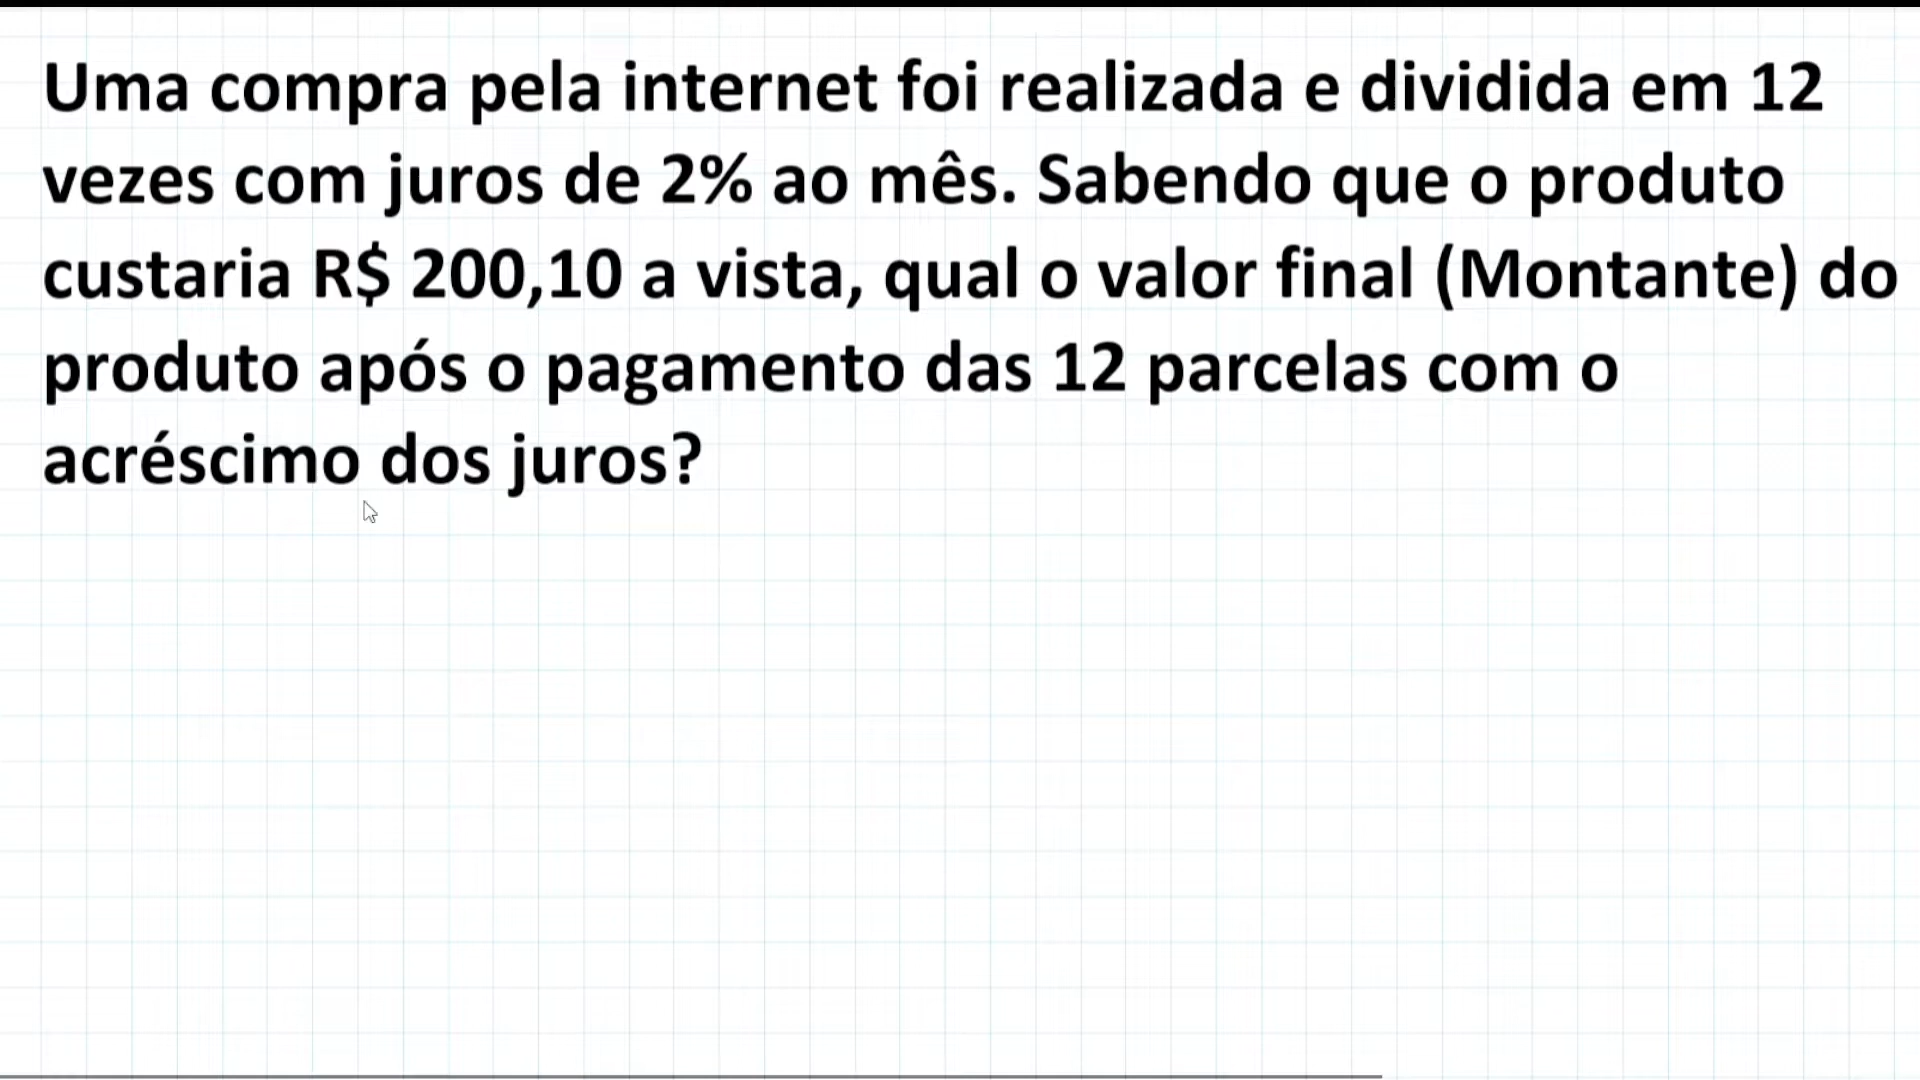 Uma compra pela internet foi realizada e dividida em 12
vezes com juros de 2% ao mês. Sabendo que o produto
custaria R$ 200,10 a vista, qual o valor final (Montante) do
produto após o pagamento das 12 parcelas com o
acréscimo dos juros?